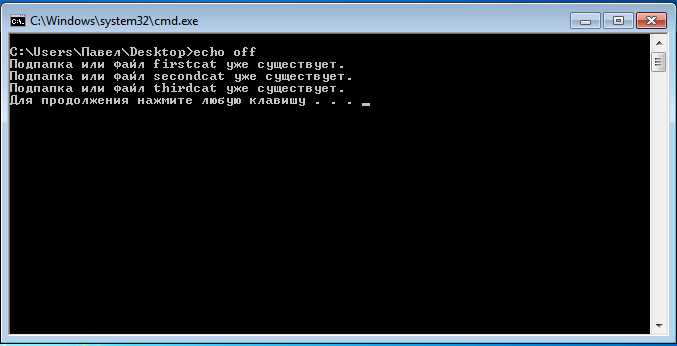 C:\Windows\system32\cmd.exe
C:\Users\Павел\Desktop>echo off
Подпапка или файл firstcat уже существует.
Подпапка или файл secondcat уже существует.
Подпапка или файл thirdcat уже существует.
Для продолжения нажмите любую клавишу . . . _